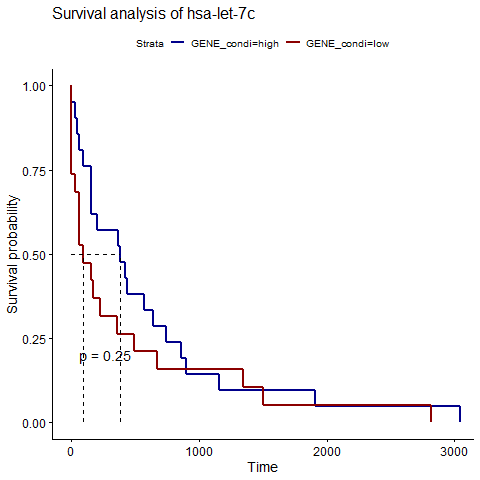 Survival analysis of hsa-let-7c
Strata GENE_condi=high GENE_condi=low
Survival probability
1.00
0.75
0.50
0.25
0.00
p = 0.25
0 1000 2000 3000
Time